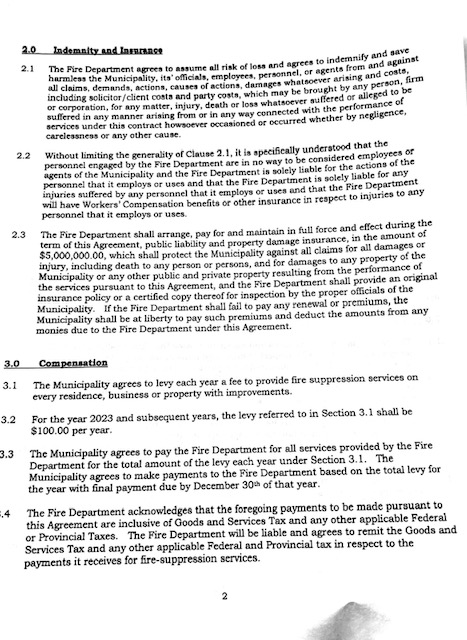 2.0 Indemnity and Insurance
2.1 The Fire Department agrees to assume all risk of loss and agrees to indemnify and save
harmless the Municipality, its' officials, employees, personnel, or agents from and against
all claims, demands, actions, causes of actions, damages whatsoever arising and costs,
including solicitor/client costs and party costs, which may be brought by any person, firm
or corporation, for any matter, injury, death or loss whatsoever suffered or alleged to be
suffered in any manner arising from or in any way connected with the performance of
services under this contract howsoever occasioned or occurred whether by negligence,
carelessness or any other cause.
2.2 Without limiting the generality of Clause 2.1, it is specifically understood that the
personnel engaged by the Fire Department are in no way to be considered employees or
agents of the Municipality and the Fire Department is solely liable for the actions of the
personnel that it employs or uses and that the Fire Department is solely liable for any
injuries suffered by any personnel that it employs or uses and that the Fire Department
will have Workers' Compensation benefits or other insurance in respect to injuries to any
personnel that it employs or uses.
2.3 The Fire Department shall arrange, pay for and maintain in full force and effect during the
term of this Agreement, public liability and property damage insurance, in the amount of
$5,000,000.00, which shall protect the Municipality against all claims for all damages or
injury, including death to any person or persons, and for damages to any property of the
Municipality or any other public and private property resulting from the performance of
the services pursuant to this Agreement, and the Fire Department shall provide an original
insurance policy or a certified copy thereof for inspection by the proper officials of the
Municipality. If the Fire Department shall fail to pay any renewal or premiums, the
Municipality shall be at liberty to pay such premiums and deduct the amounts from any
monies due to the Fire Department under this Agreement.
3.0 Compensation
3.1 The Municipality agrees to levy each year a fee to provide fire suppression services on
every residence, business or property with improvements.
3.2 For the year 2023 and subsequent years, the levy referred to in Section 3.1 shall be
$100.00 per year.
3.3 The Municipality agrees to pay the Fire Department for all services provided by the Fire
Department for the total amount of the levy each year under Section 3.1. The
Municipality agrees to make payments to the Fire Department based on the total levy for
the year with final payment due by December 30th of that year.
.4 The Fire Department acknowledges that the foregoing payments to be made pursuant to
this Agreement are inclusive of Goods and Services Tax and any other applicable Federal
or Provincial Taxes. The Fire Department will be liable and agrees to remit the Goods and
Services Tax and any other applicable Federal and Provincial tax in respect to the
payments it receives for fire-suppression services.
2